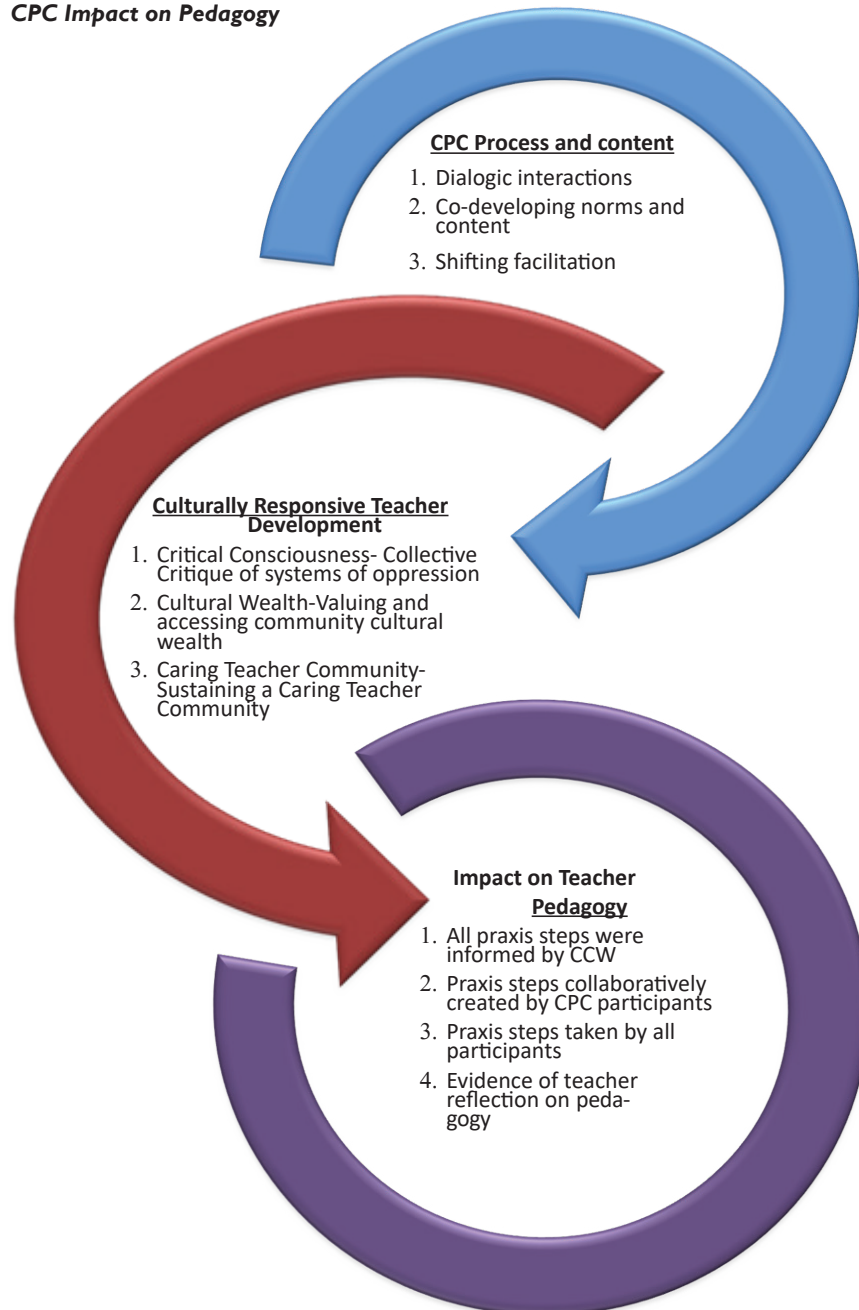 CPC Impact on Pedagogy
CPC Process and content
1. Dialogic interactions
2. Co-developing norms and
content
3. Shifting facilitation
Culturally Responsive Teacher
Development
1. Critical Consciousness- Collective
Critique of systems of oppression
2. Cultural Wealth-Valuing and
accessing community cultural
wealth
3. Caring Teacher Community-
Sustaining a Caring Teacher
Community
Impact on Teacher
Pedagogy
1. All praxis steps were
informed by CCW
2. Praxis steps collaboratively
created by CPC participants
3. Praxis steps taken by all
participants
4. Evidence of teacher
reflection on peda-
gogy